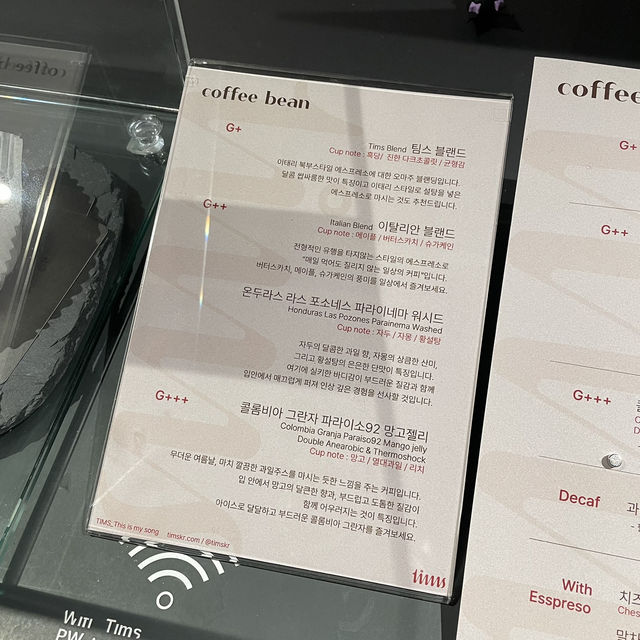 coffee bean
G+
Tims Blend 팀스 블랜드
Cup note : 흑당 / 진한 다크초콜릿 / 균형감
이태리 북부스타일 에스프레소에 대한 오마주 블랜딩입니다.
달콤 쌉싸름한 맛이 특징이고 이태리 스타일로 설탕을 넣은
에스프레소로 마시는 것도 추천드립니다.
G++
Italian Blend 이탈리안 블랜드
Cup note : 메이플 / 버터스카치 / 슈가케인
전형적인 유행을 타지않는 스타일의 에스프레소로
"매일 먹어도 질리지 않는 일상의 커피"입니다.
버터스카치, 메이플, 슈가케인의 풍미를 일상에서 즐겨보세요.
온두라스 라스 포소네스 파라이네마 워시드
Honduras Las Pozones Parainema Washed
Cup note : 자두 / 자몽 / 황설탕
자두의 달콤한 과일 향, 자몽의 상큼한 산미,
그리고 황설탕의 은은한 단맛이 특징입니다.
여기에 실키한 바디감이 부드러운 질감과 함께
입안에서 매끄럽게 퍼져 인상 깊은 경험을 선사할 것입니다.
G+++
콜롬비아 그란자 파라이소92 망고젤리
Colombia Granja Paraiso92 Mango jelly
Double Anearobic & Thermoshock
Cup note : 망고 / 열대과일 / 리치
무더운 여름날, 마치 깔끔한 과일주스를 마시는 듯한 느낌을 주는 커피입니다.
입 안에서 망고의 달큰한 향과, 부드럽고 도톰한 질감이
함께 어우러지는 것이 특징입니다.
아이스로 달달하고 부드러운 콜롬비아 그란자를 즐겨보세요.
TIMS, This is my song timskr.com / @timskr
tims
coffee
G+
G++
G+++
Decaf
With
Esspreso
치즈
Ches
Wifi Tims
PW